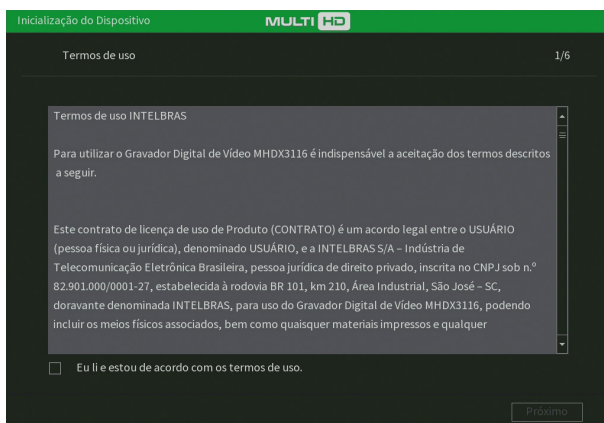 Inicialização do Dispositivo
MULTI HD
Termos de uso
1/6
Termos de uso INTELBRAS
Para utilizar o Gravador Digital de Vídeo MHDX3116 é indispensável a aceitação dos termos descritos
a seguir.
Este contrato de licença de uso de Produto (CONTRATO) é um acordo legal entre o USUÁRIO
(pessoa física ou jurídica), denominado USUÁRIO, e a INTELBRAS S/A – Indústria de
Telecomunicação Eletrônica Brasileira, pessoa jurídica de direito privado, inscrita no CNPJ sob n.º
82.901.000/0001-27, estabelecida à rodovia BR 101, km 210, Área Industrial, São José – SC,
doravante denominada INTELBRAS, para uso do Gravador Digital de Vídeo MHDX3116, podendo
incluir os meios físicos associados, bem como quaisquer materiais impressos e qualquer
Eu li e estou de acordo com os termos de uso.
Próximo